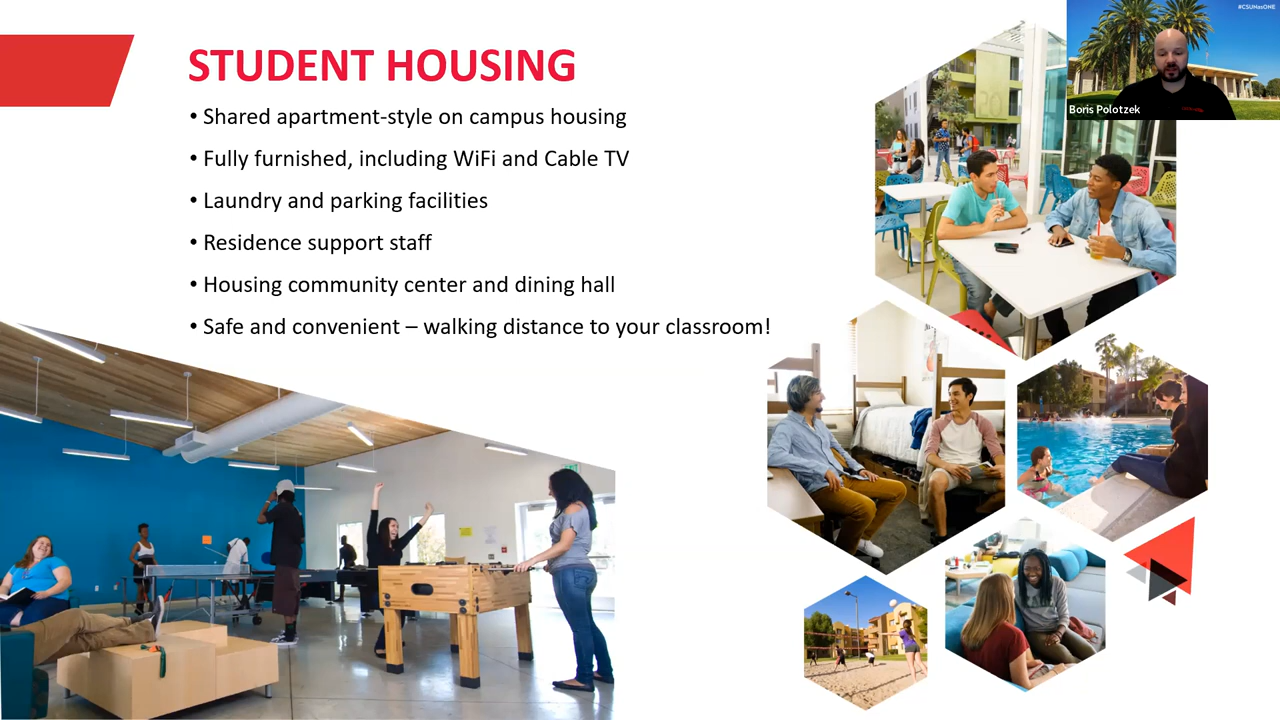 #CSUNasONE
Boris Polotzek
STUDENT HOUSING
• Shared apartment-style on campus housing
• Fully furnished, including WiFi and Cable TV
• Laundry and parking facilities
• Residence support staff
• Housing community center and dining hall
• Safe and convenient – walking distance to your classroom!